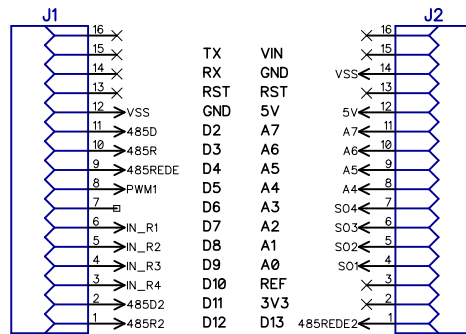 J1 J2
16 16
15 TX VIN 15
14 RX GND VSS 14
13 RST RST 13
12 VSS GND 5V 5V 12
11 485D D2 A7 A7 11
10 485R D3 A6 A6 10
9 485REDE D4 A5 A5 9
8 PWM1 D5 A4 A4 8
7 D6 A3 SO4 7
6 IN_R1 D7 A2 SO3 6
5 IN_R2 D8 A1 SO2 5
4 IN_R3 D9 A0 SO1 4
3 IN_R4 D10 REF 3
2 485D2 D11 3V3 2
1 485R2 D12 D13 485REDE2 1